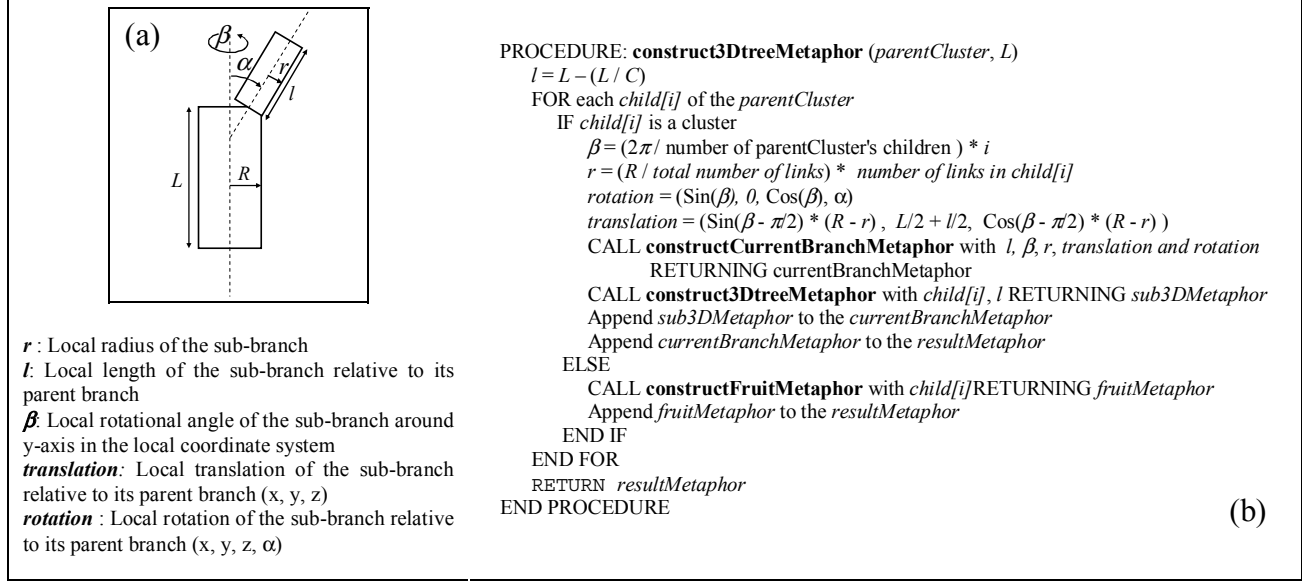 (a)
β
α
r
l
L
R
r : Local radius of the sub-branch
l: Local length of the sub-branch relative to its
parent branch
β: Local rotational angle of the sub-branch around
y-axis in the local coordinate system
translation: Local translation of the sub-branch
relative to its parent branch (x, y, z)
rotation : Local rotation of the sub-branch relative
to its parent branch (x, y, z, α)
PROCEDURE: construct3DtreeMetaphor (parentCluster, L)
l = L – (L / C)
FOR each child[i] of the parentCluster
IF child[i] is a cluster
β = (2π / number of parentCluster's children ) * i
r = (R / total number of links) * number of links in child[i]
rotation = (Sin(β), 0, Cos(β), α)
translation = (Sin(β - π/2) * (R - r) , L/2 + l/2, Cos(β - π/2) * (R - r) )
CALL constructCurrentBranchMetaphor with l, β, r, translation and rotation
RETURNING currentBranchMetaphor
CALL construct3DtreeMetaphor with child[i], l RETURNING sub3DMetaphor
Append sub3DMetaphor to the currentBranchMetaphor
Append currentBranchMetaphor to the resultMetaphor
ELSE
CALL constructFruitMetaphor with child[i]RETURNING fruitMetaphor
Append fruitMetaphor to the resultMetaphor
END IF
END FOR
RETURN resultMetaphor
END PROCEDURE
(b)